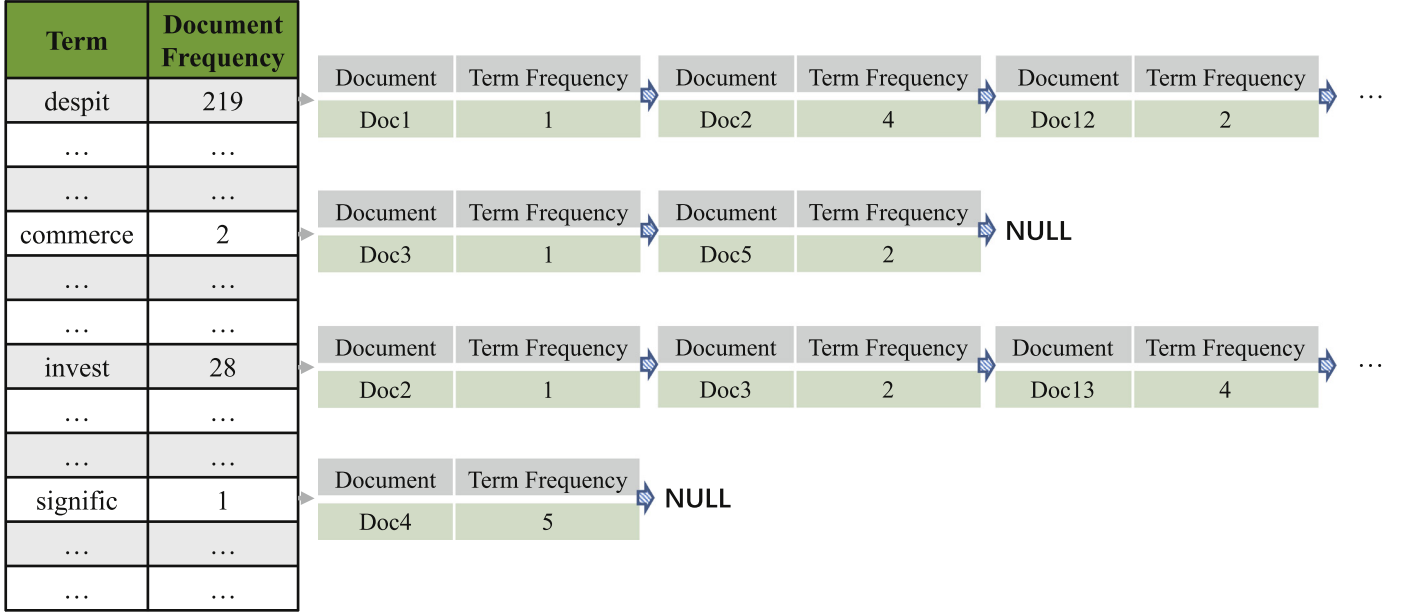 Term Document Frequency
despit 219
… …
… …
commerce 2
… …
… …
invest 28
… …
… …
signific 1
… …
… …
Document Term Frequency Document Term Frequency Document Term Frequency
Doc1 1 Doc2 4 Doc12 2 …
Document Term Frequency Document Term Frequency NULL
Doc3 1 Doc5 2
Document Term Frequency Document Term Frequency Document Term Frequency
Doc2 1 Doc3 2 Doc13 4 …
Document Term Frequency NULL
Doc4 5